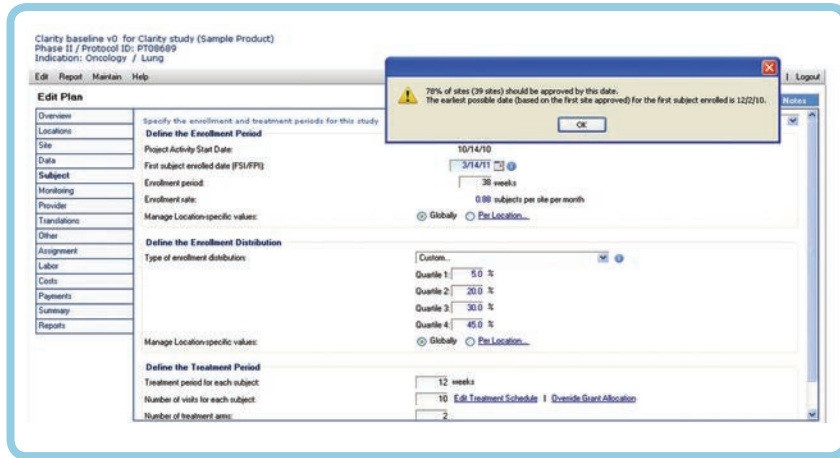 Clarity baseline v0 for Clarity study (Sample Product)
Phase II / Protocol ID: PT08689
Indication: Oncology / Lung
Edit Report Maintain Help | Logout
78% of sites (39 sites) should be approved by this date.
The earliest possible date (based on the first site approved) for the first subject enrolled is 12/2/10.
OK
Edit Plan
Notes
Overview
Locations
Site
Data
Subject
Monitoring
Provider
Translations
Other
Assignment
Labor
Costs
Payments
Summary
Reports
Specify the enrollment and treatment periods for this study
Define the Enrollment Period
Project Activity Start Date: 10/14/10
First subject enrolled date (FSI/FPI): 3/14/11
Enrollment period: 38 weeks
Enrollment rate: 0.88 subjects per site per month
Manage Location-specific values: Globally Per Location...
Define the Enrollment Distribution
Type of enrollment distribution: Custom...
Quartile 1: 5.0 %
Quartile 2: 20.0 %
Quartile 3: 30.0 %
Quartile 4: 45.0 %
Manage Location-specific values: Globally Per Location...
Define the Treatment Period
Treatment period for each subject: 12 weeks
Number of visits for each subject: 10 Edit Treatment Schedule | Override Grant Allocation
Number of treatment arms: 2